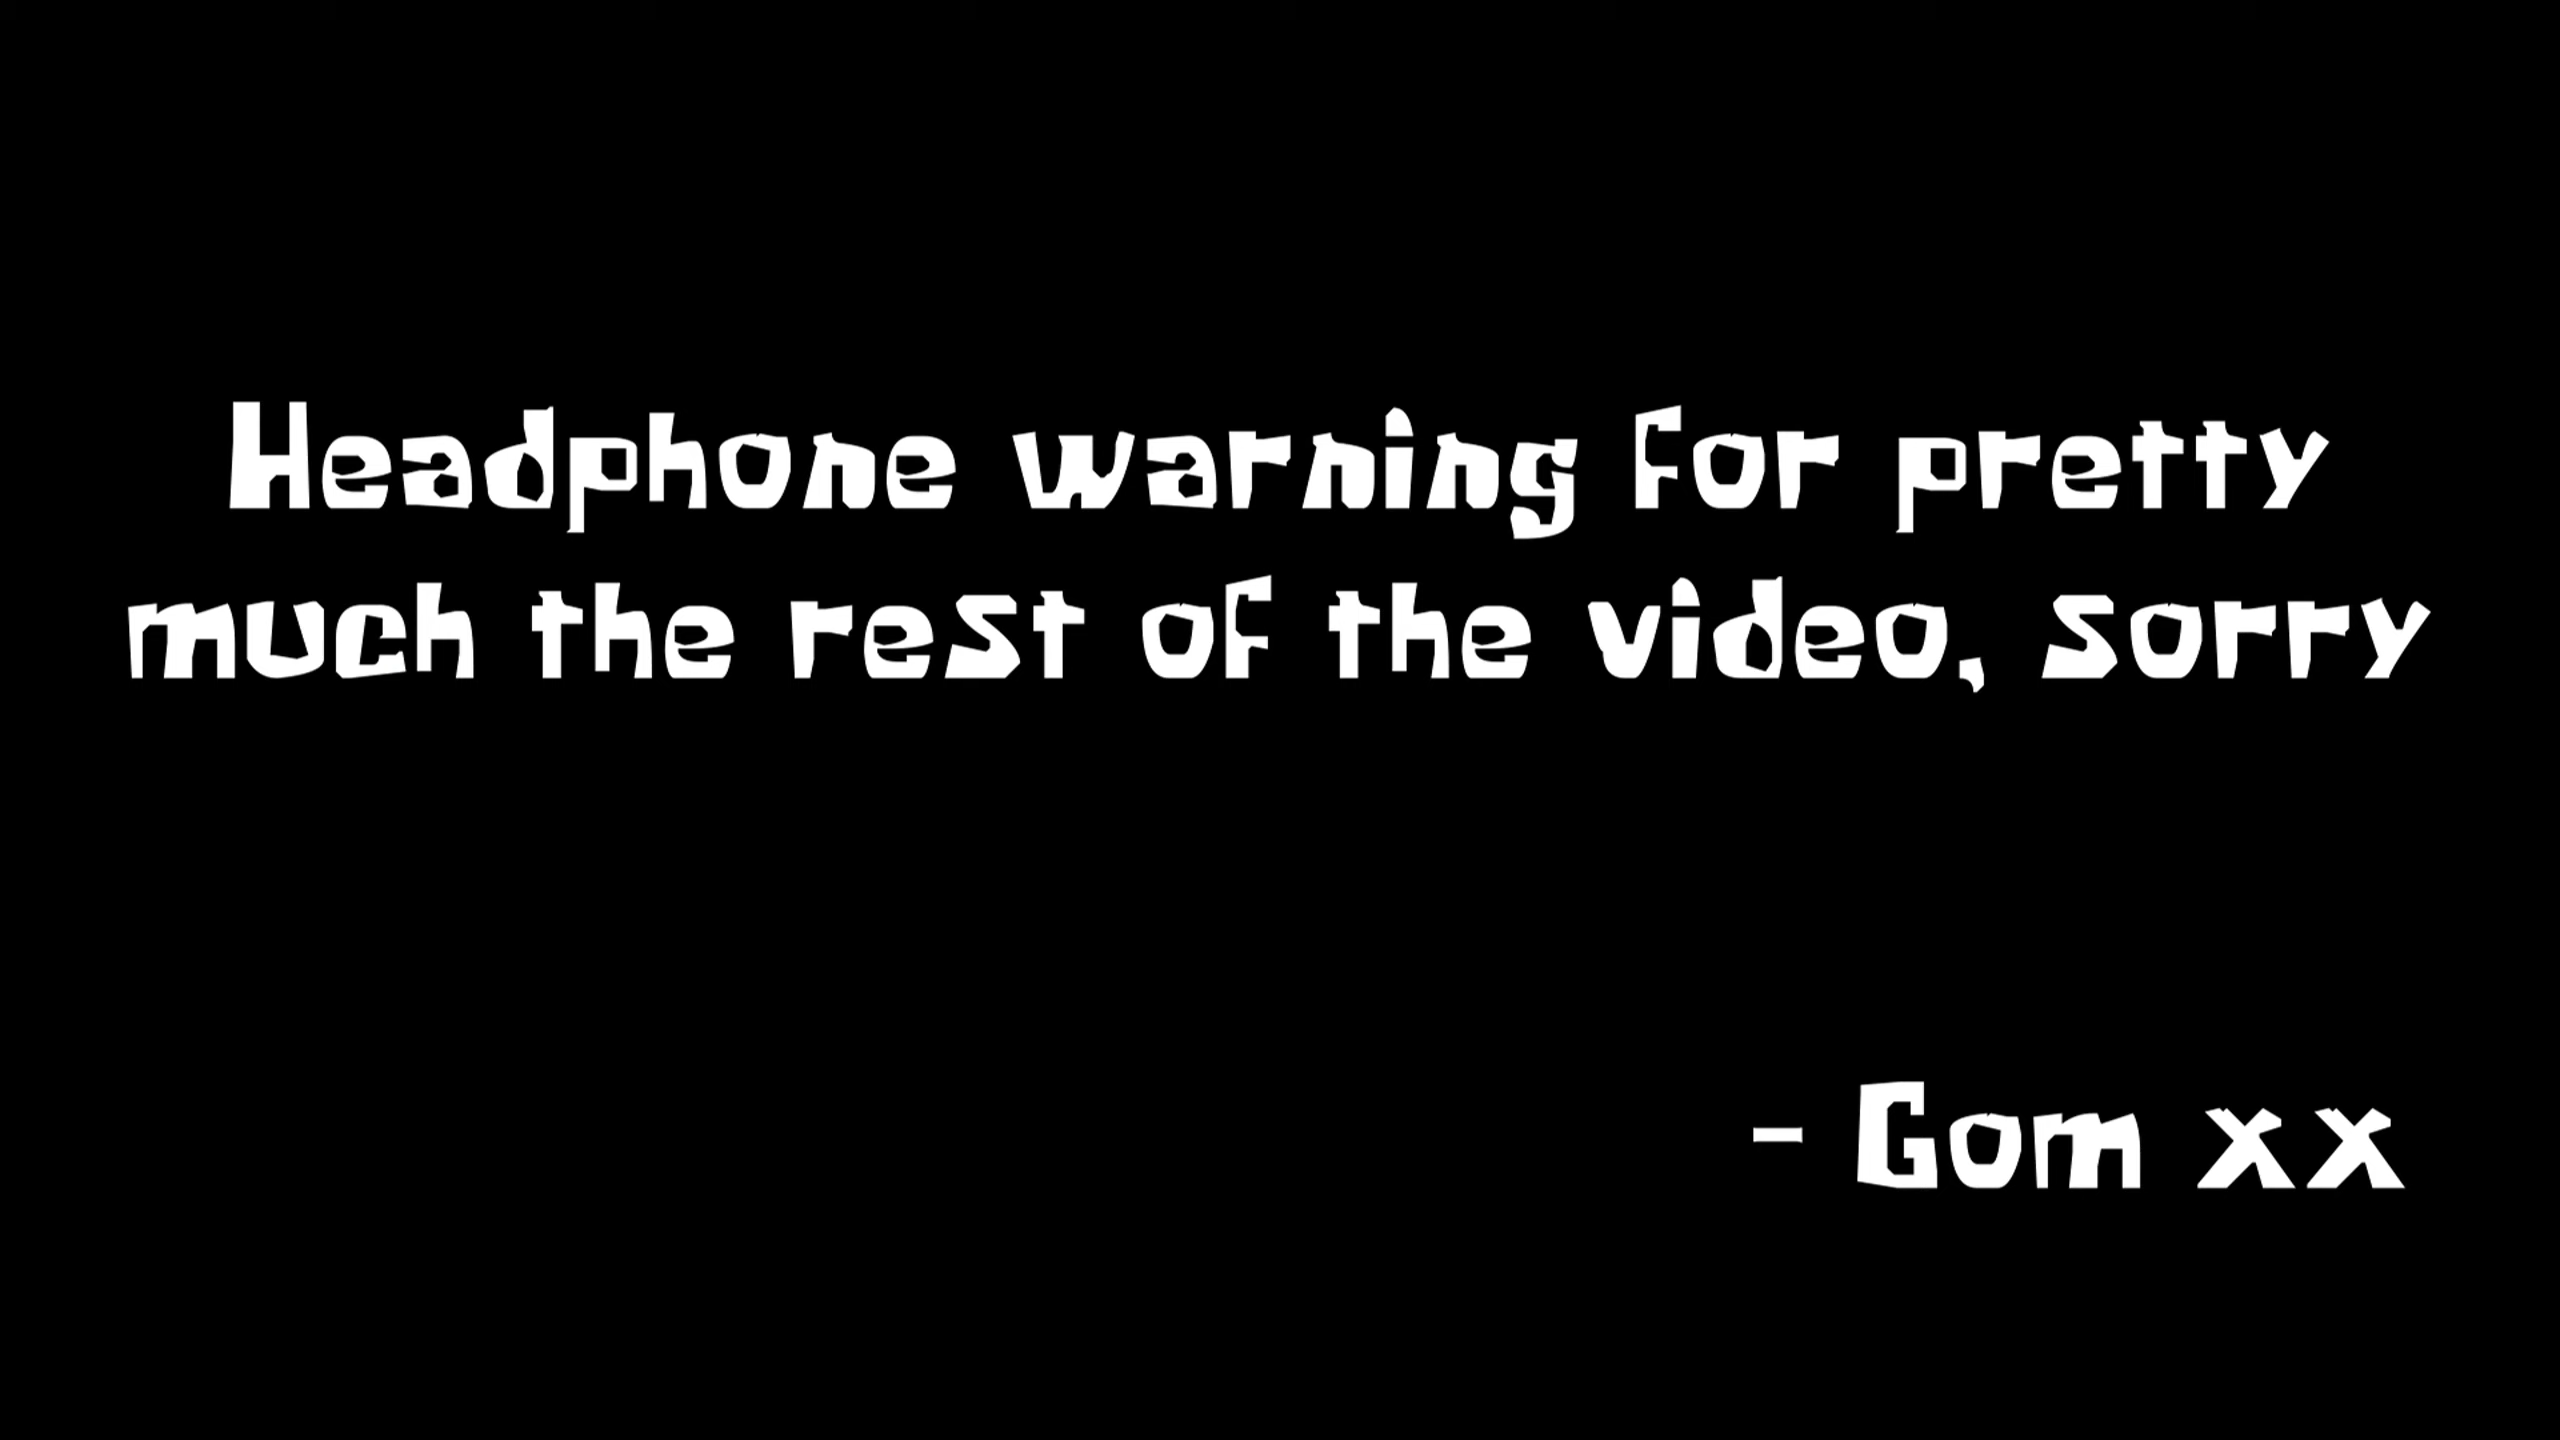 Headphone warning for pretty
much the rest of the video, sorry
- Gom xx